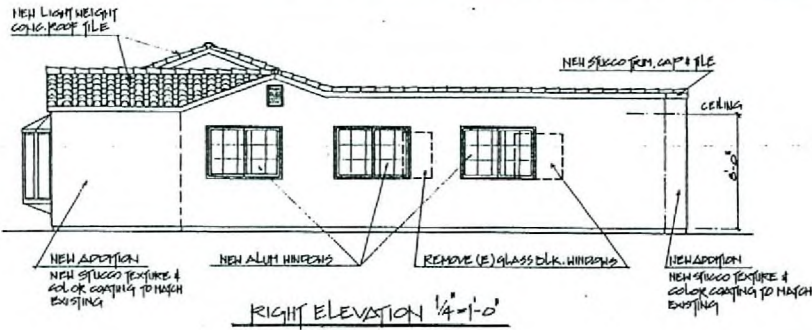 NEW LIGHT WEIGHT
CONC. ROOF TILE
NEW STUCCO TRIM, CAP & TILE
CEILING
8'-0"
NEW ADDITION
NEW STUCCO TEXTURE &
COLOR COATING TO MATCH
EXISTING
NEW ALUM WINDOWS
REMOVE (E) GLASS BLK. WINDOWS
NEW ADDITION
NEW STUCCO TEXTURE &
COLOR COATING TO MATCH
EXISTING
RIGHT ELEVATION 1/4"=1'-0"